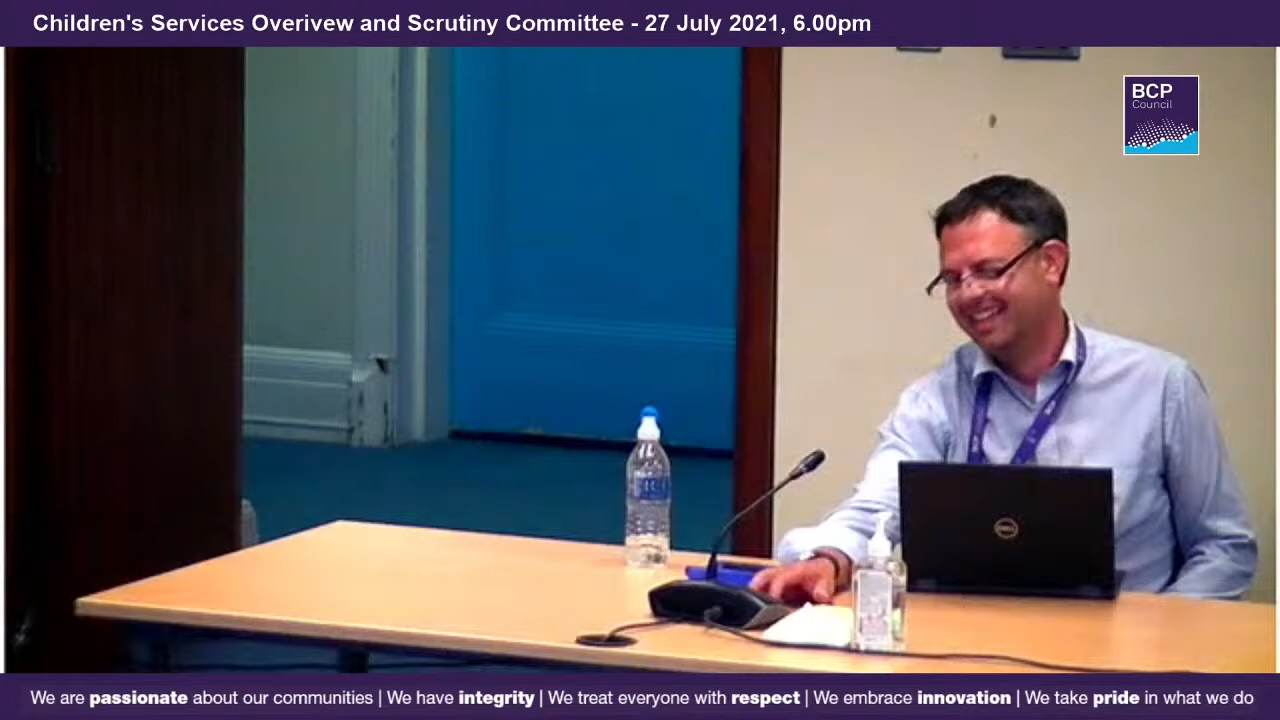 Children's Services Overivew and Scrutiny Committee - 27 July 2021, 6.00pm
BCP
Council
DELL
We are passionate about our communities | We have integrity | We treat everyone with respect | We embrace innovation | We take pride in what we do